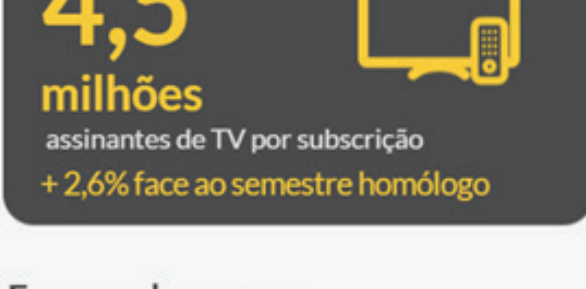 4,5
milhões
assinantes de TV por subscrição
+ 2,6% face ao semestre homólogo